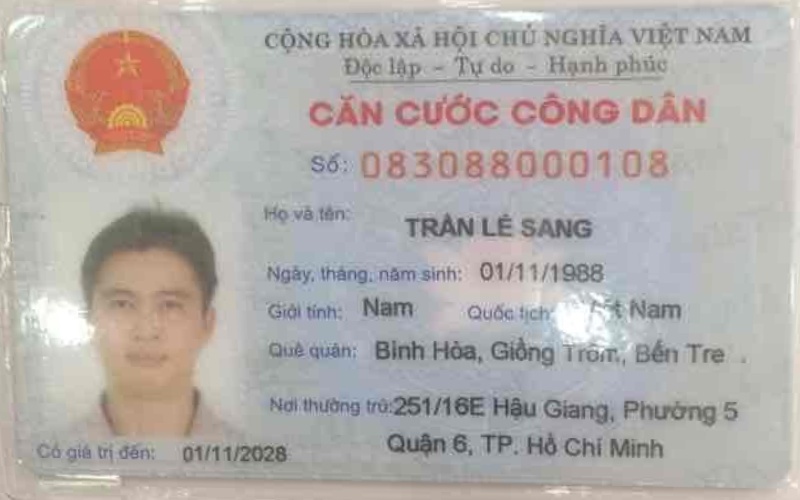 CỘNG HÒA XÃ HỘI CHỦ NGHĨA VIỆT NAM
Độc lập - Tự do - Hạnh phúc
CĂN CƯỚC CÔNG DÂN
Số: 083088000108
Họ và tên: TRẦN LÊ SANG
Ngày, tháng, năm sinh: 01/11/1988
Giới tính: Nam Quốc tịch: Nam
Quê quán: Bình Hòa, Giồng Trôm, Bến Tre
Nơi thường trú: 251/16E Hậu Giang, Phường 5
Quận 6, TP. Hồ Chí Minh
Có giá trị đến: 01/11/2028